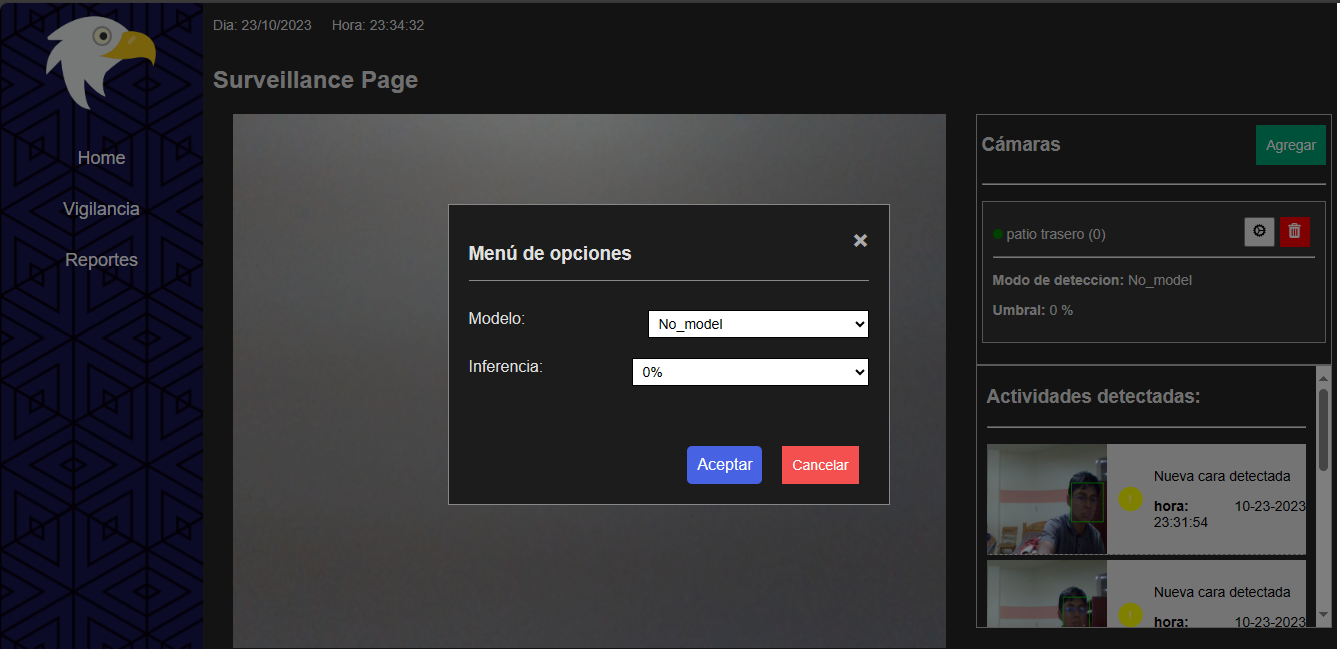 Dia: 23/10/2023 Hora: 23:34:32
Surveillance Page
Home
Vigilancia
Reportes
Menú de opciones
Modelo: No_model
Inferencia: 0%
Aceptar Cancelar
Cámaras Agregar
patio trasero (0)
Modo de deteccion: No_model
Umbral: 0 %
Actividades detectadas:
Nueva cara detectada
hora: 10-23-2023
23:31:54
Nueva cara detectada
hora: 10-23-2023